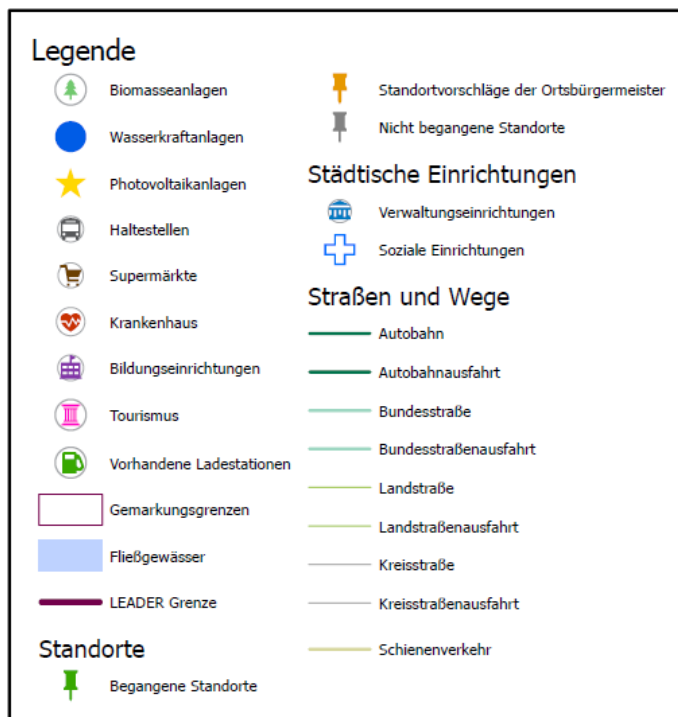 Legende
Biomasseanlagen
Wasserkraftanlagen
Photovoltaikanlagen
Haltestellen
Supermärkte
Krankenhaus
Bildungseinrichtungen
Tourismus
Vorhandene Ladestationen
Gemarkungsgrenzen
Fließgewässer
LEADER Grenze
Standorte
Begangene Standorte
Standortvorschläge der Ortsbürgermeister
Nicht begangene Standorte
Städtische Einrichtungen
Verwaltungseinrichtungen
Soziale Einrichtungen
Straßen und Wege
Autobahn
Autobahnausfahrt
Bundesstraße
Bundesstraßenausfahrt
Landstraße
Landstraßenausfahrt
Kreisstraße
Kreisstraßenausfahrt
Schienenverkehr